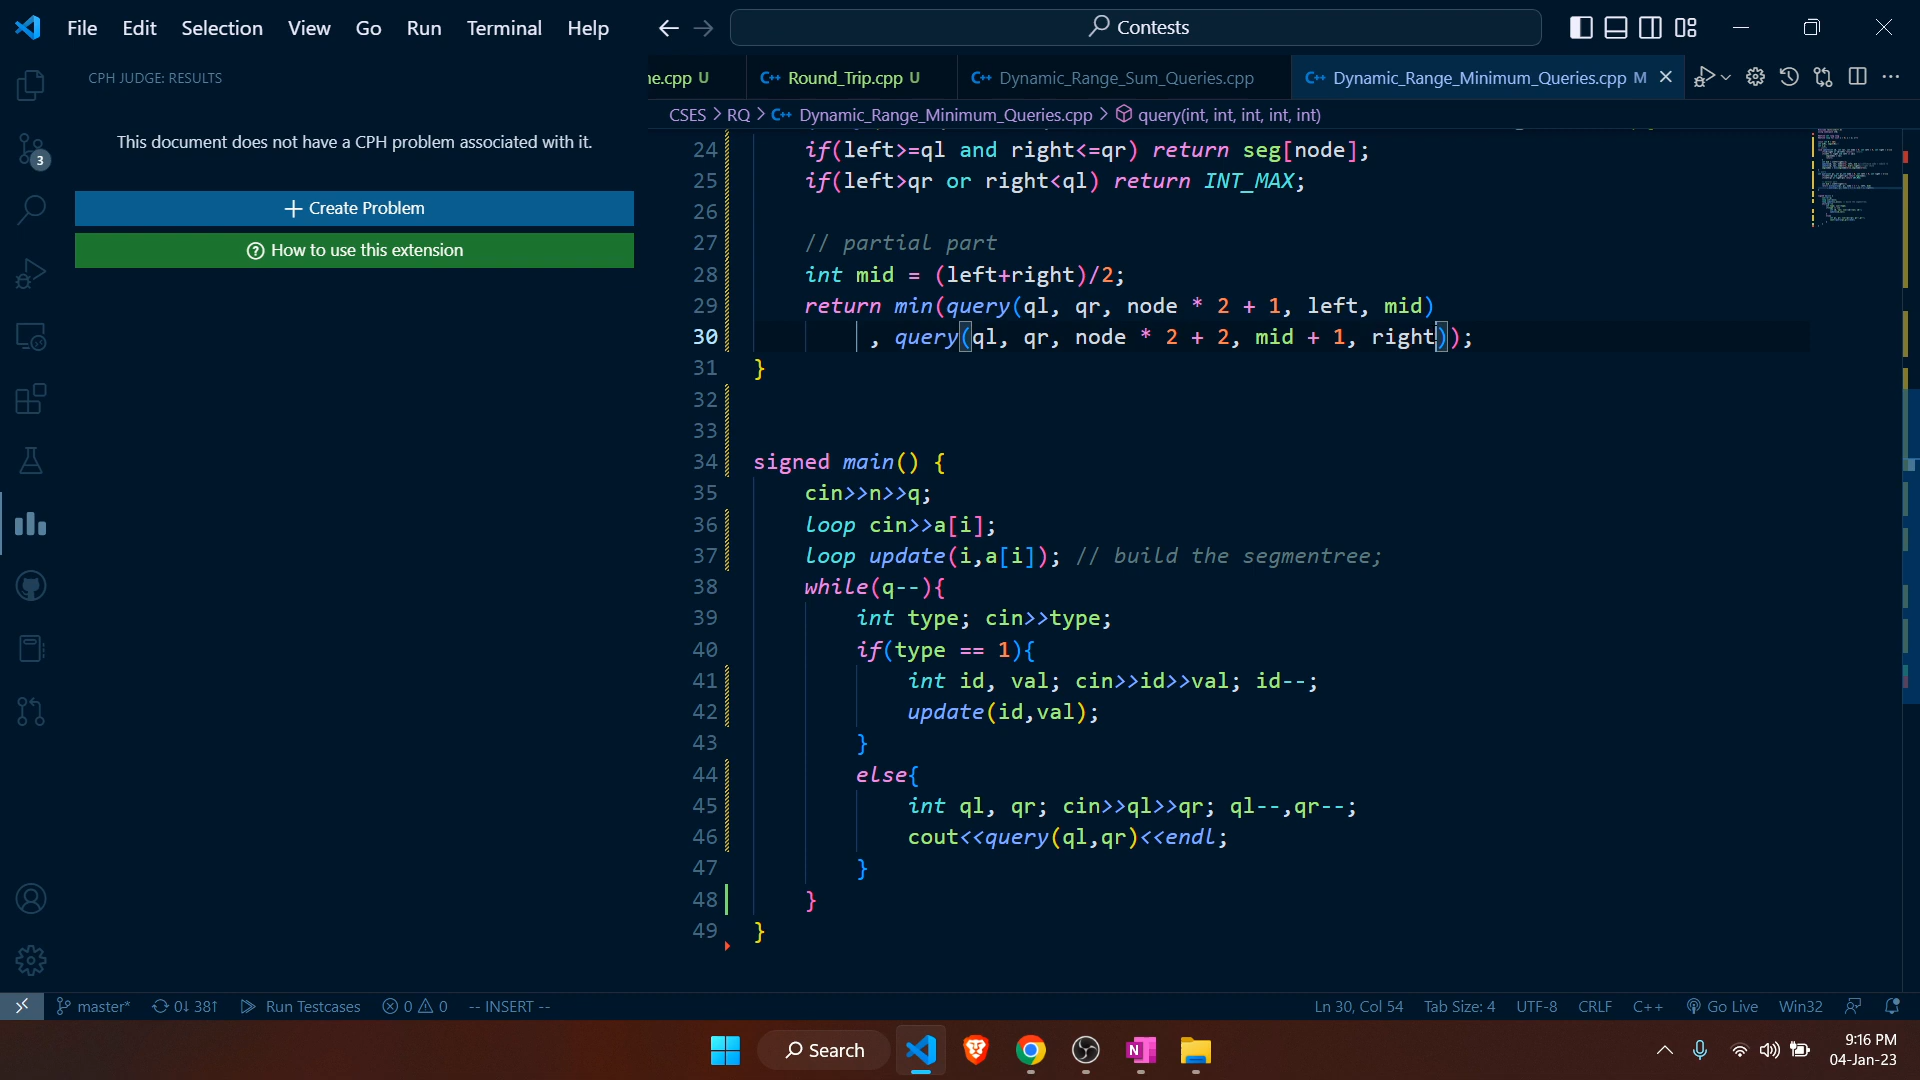 File Edit Selection View Go Run Terminal Help
Contests
CPH JUDGE: RESULTS
This document does not have a CPH problem associated with it.
+ Create Problem
How to use this extension
3
ne.cpp U
C++ Round_Trip.cpp U
C++ Dynamic_Range_Sum_Queries.cpp
C++ Dynamic_Range_Minimum_Queries.cpp M
CSES > RQ > C++ Dynamic_Range_Minimum_Queries.cpp > query(int, int, int, int, int)
24 if(left>=ql and right<=qr) return seg[node];
25 if(left>qr or right<ql) return INT_MAX;
26
27 // partial part
28 int mid = (left+right)/2;
29 return min(query(ql, qr, node * 2 + 1, left, mid)
30 , query(ql, qr, node * 2 + 2, mid + 1, right));
31 }
32
33
34 signed main() {
35 cin>>n>>q;
36 loop cin>>a[i];
37 loop update(i,a[i]); // build the segmentree;
38 while(q--){
39 int type; cin>>type;
40 if(type == 1){
41 int id, val; cin>>id>>val; id--;
42 update(id,val);
43 }
44 else{
45 int ql, qr; cin>>ql>>qr; ql--,qr--;
46 cout<<query(ql,qr)<<endl;
47 }
48 }
49 }
master* 0↓ 38↑ Run Testcases 0 0 -- INSERT --
Ln 30, Col 54 Tab Size: 4 UTF-8 CRLF C++ Go Live Win32
Search
N
9:16 PM
04-Jan-23